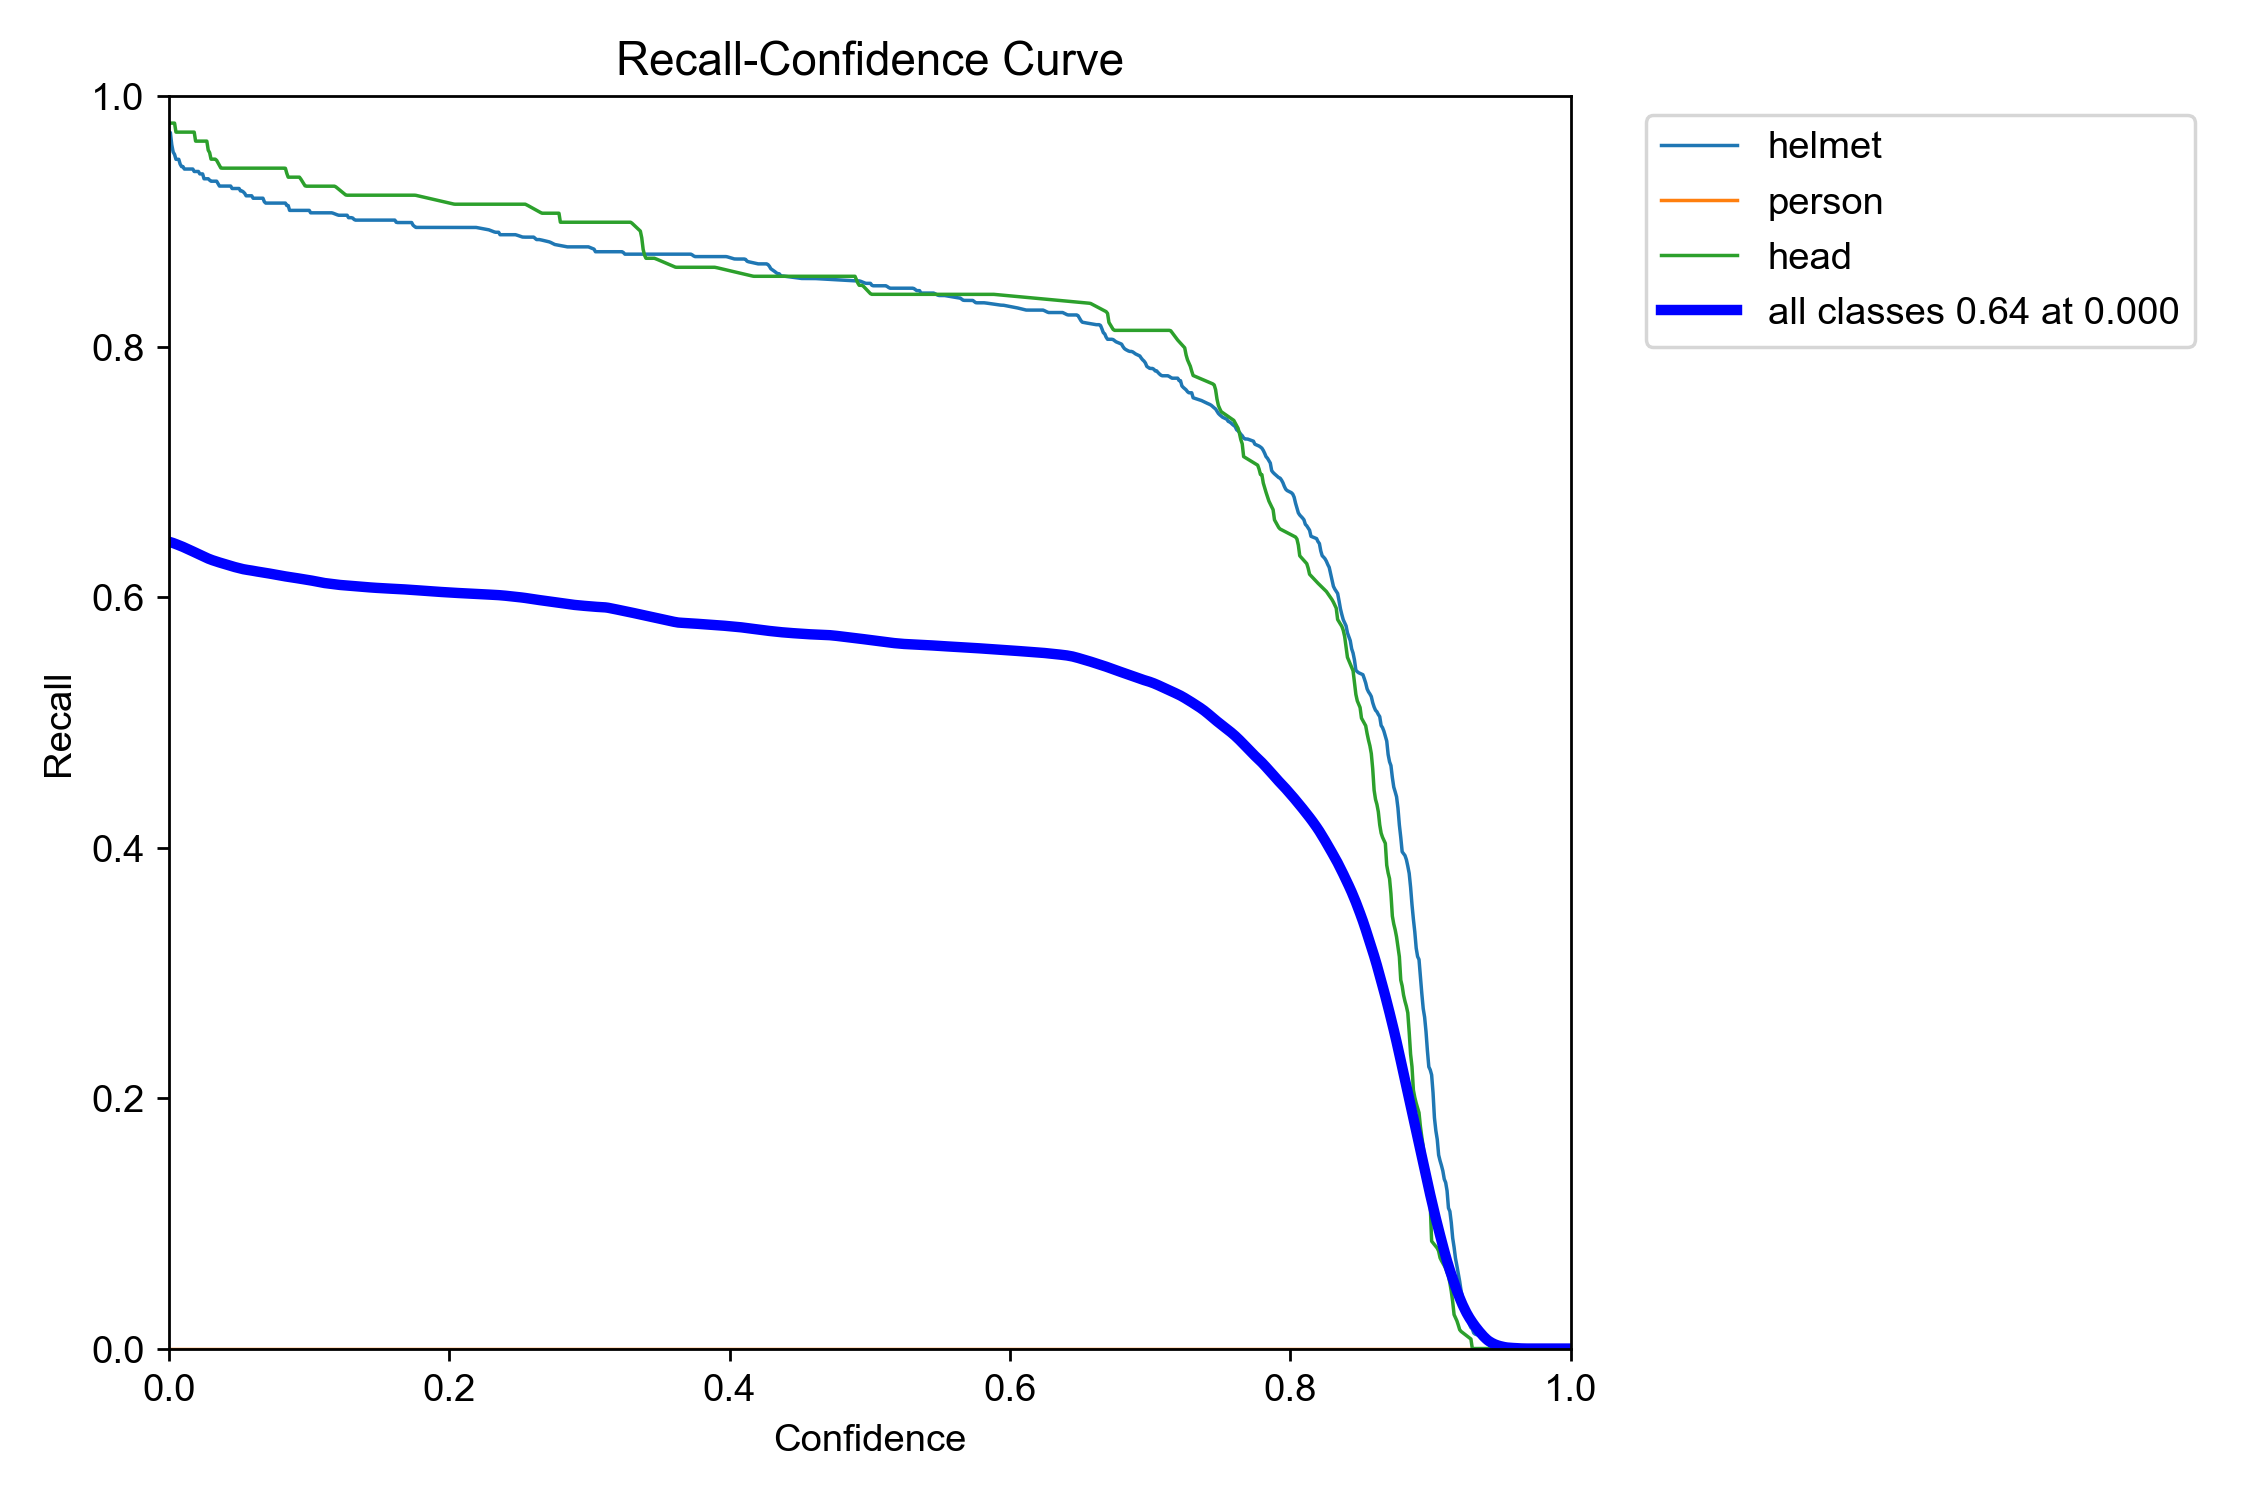 Recall-Confidence Curve
1.0
0.8
0.6
0.4
0.2
0.0
Recall
0.0 0.2 0.4 0.6 0.8 1.0
Confidence
helmet
person
head
all classes 0.64 at 0.000